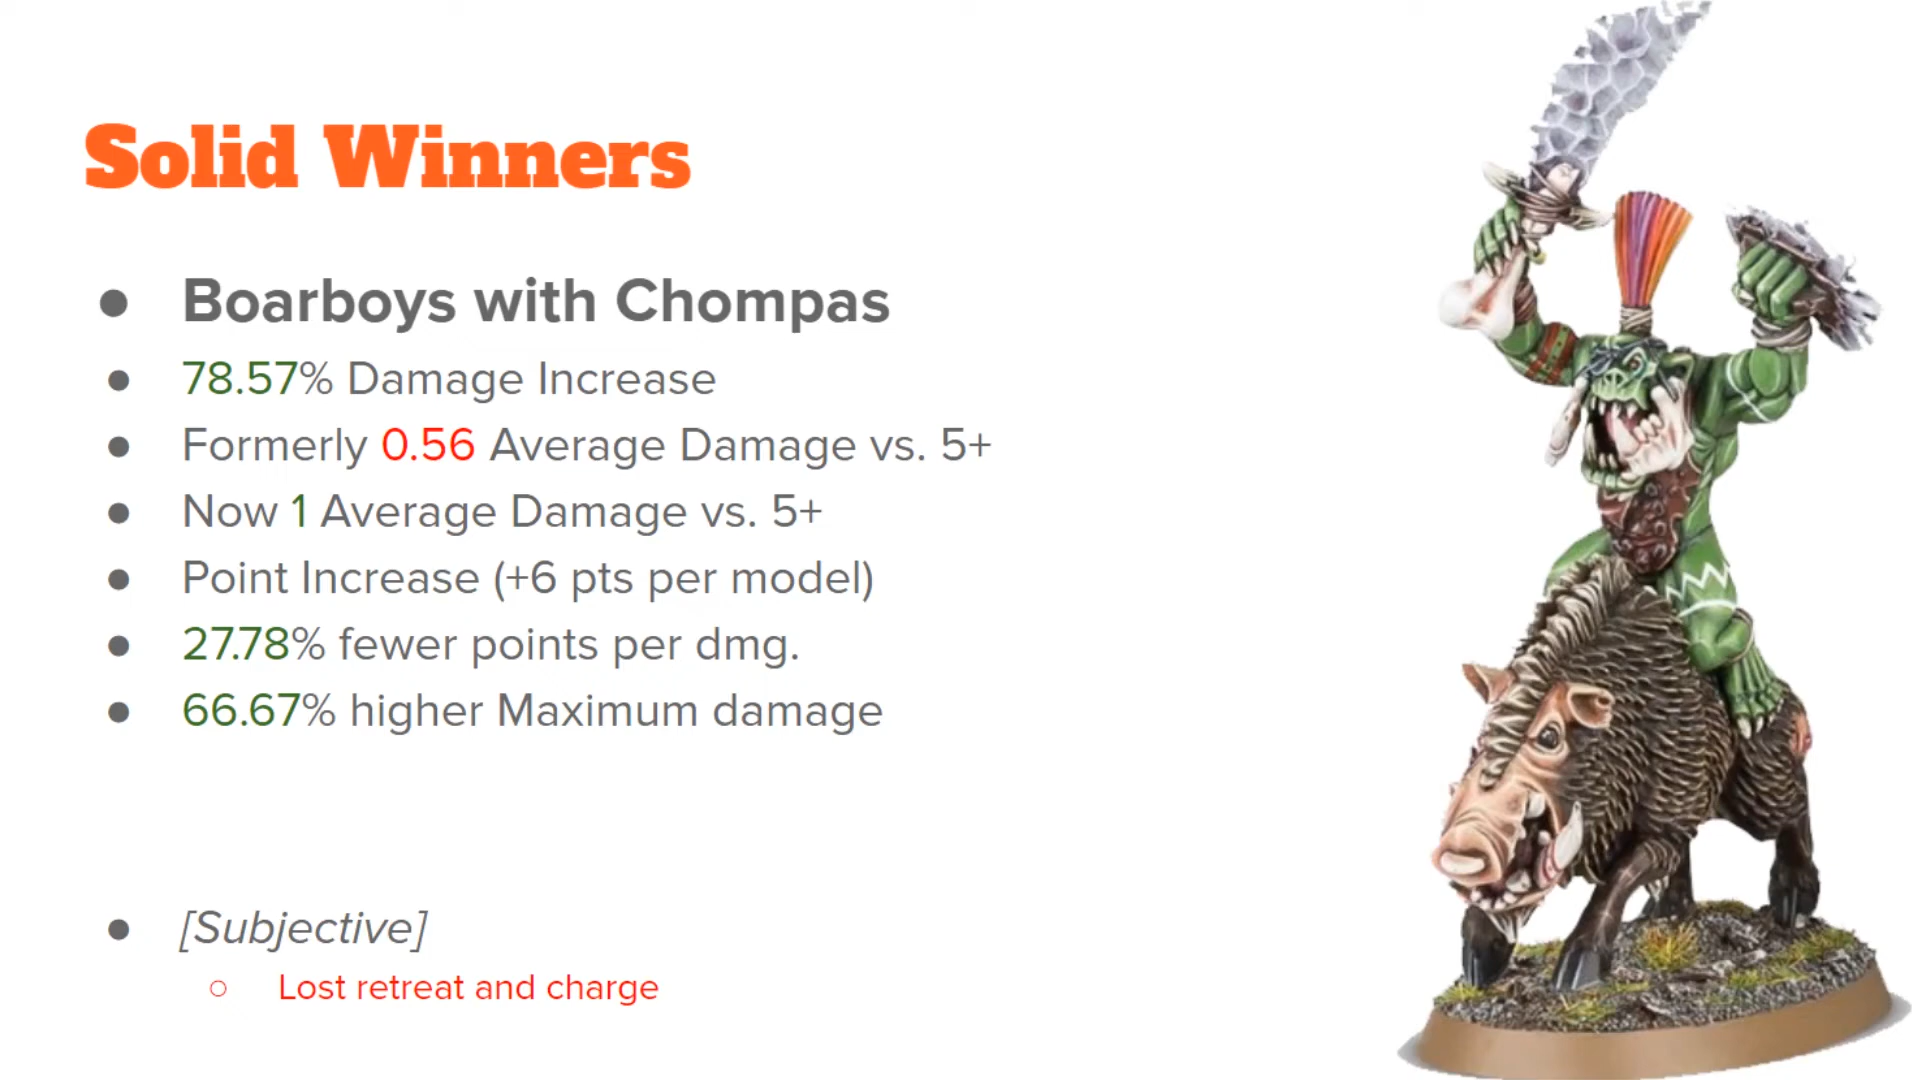 Solid Winners
● Boarboys with Chompas
● 78.57% Damage Increase
● Formerly 0.56 Average Damage vs. 5+
● Now 1 Average Damage vs. 5+
● Point Increase (+6 pts per model)
● 27.78% fewer points per dmg.
● 66.67% higher Maximum damage
● [Subjective]
○ Lost retreat and charge